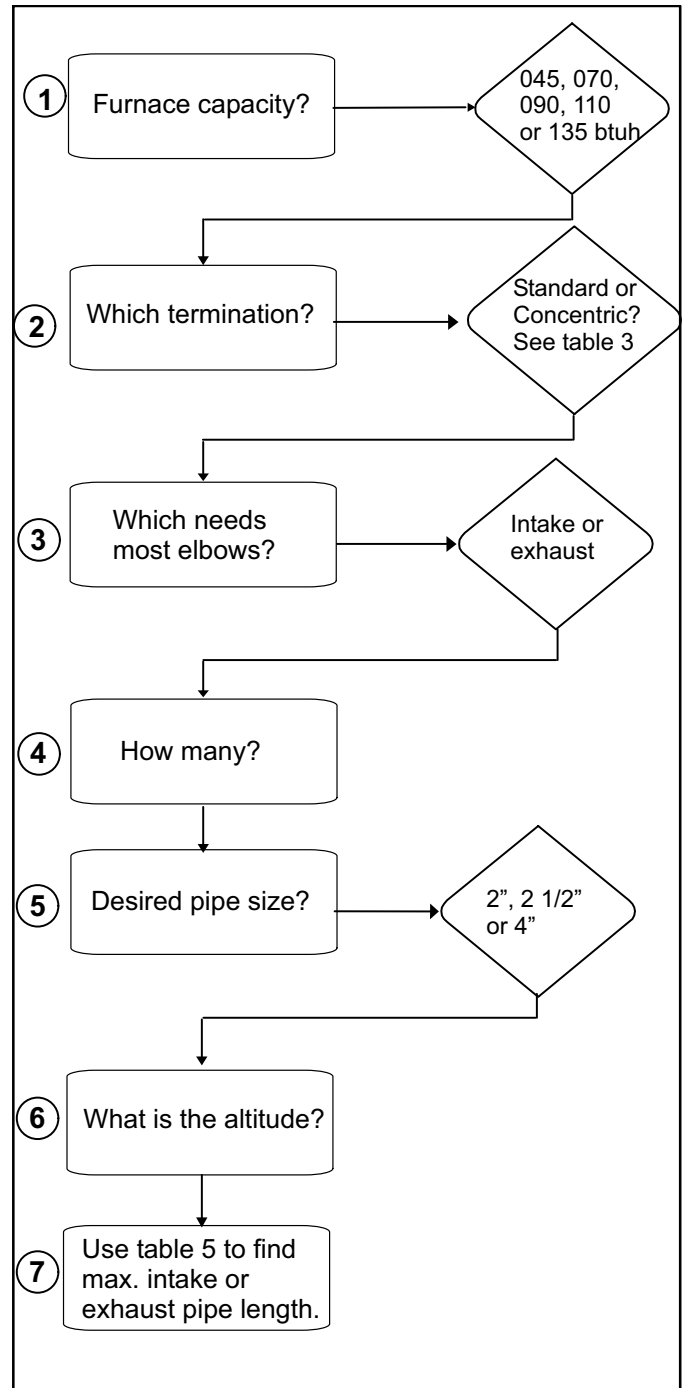 1
Furnace capacity?
045, 070,
090, 110
or 135 btuh
2
Which termination?
Standard or
Concentric?
See table 3
3
Which needs
most elbows?
Intake or
exhaust
4
How many?
5
Desired pipe size?
2”, 2 1/2”
or 4”
6
What is the altitude?
7
Use table 5 to find
max. intake or
exhaust pipe length.